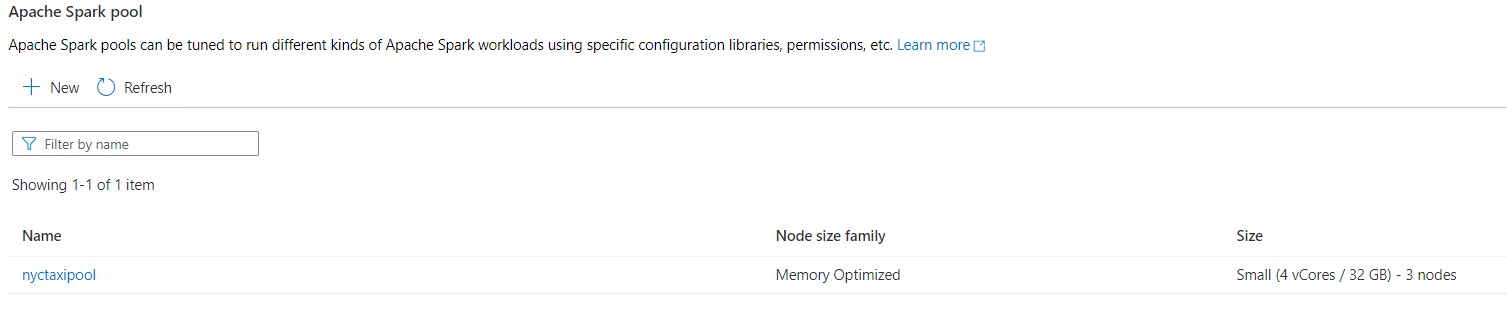 Apache Spark pool
Apache Spark pools can be tuned to run different kinds of Apache Spark workloads using specific configuration libraries, permissions, etc. Learn more
New Refresh
Filter by name
Showing 1-1 of 1 item
Name Node size family Size
nyctaxipool Memory Optimized Small (4 vCores / 32 GB) - 3 nodes